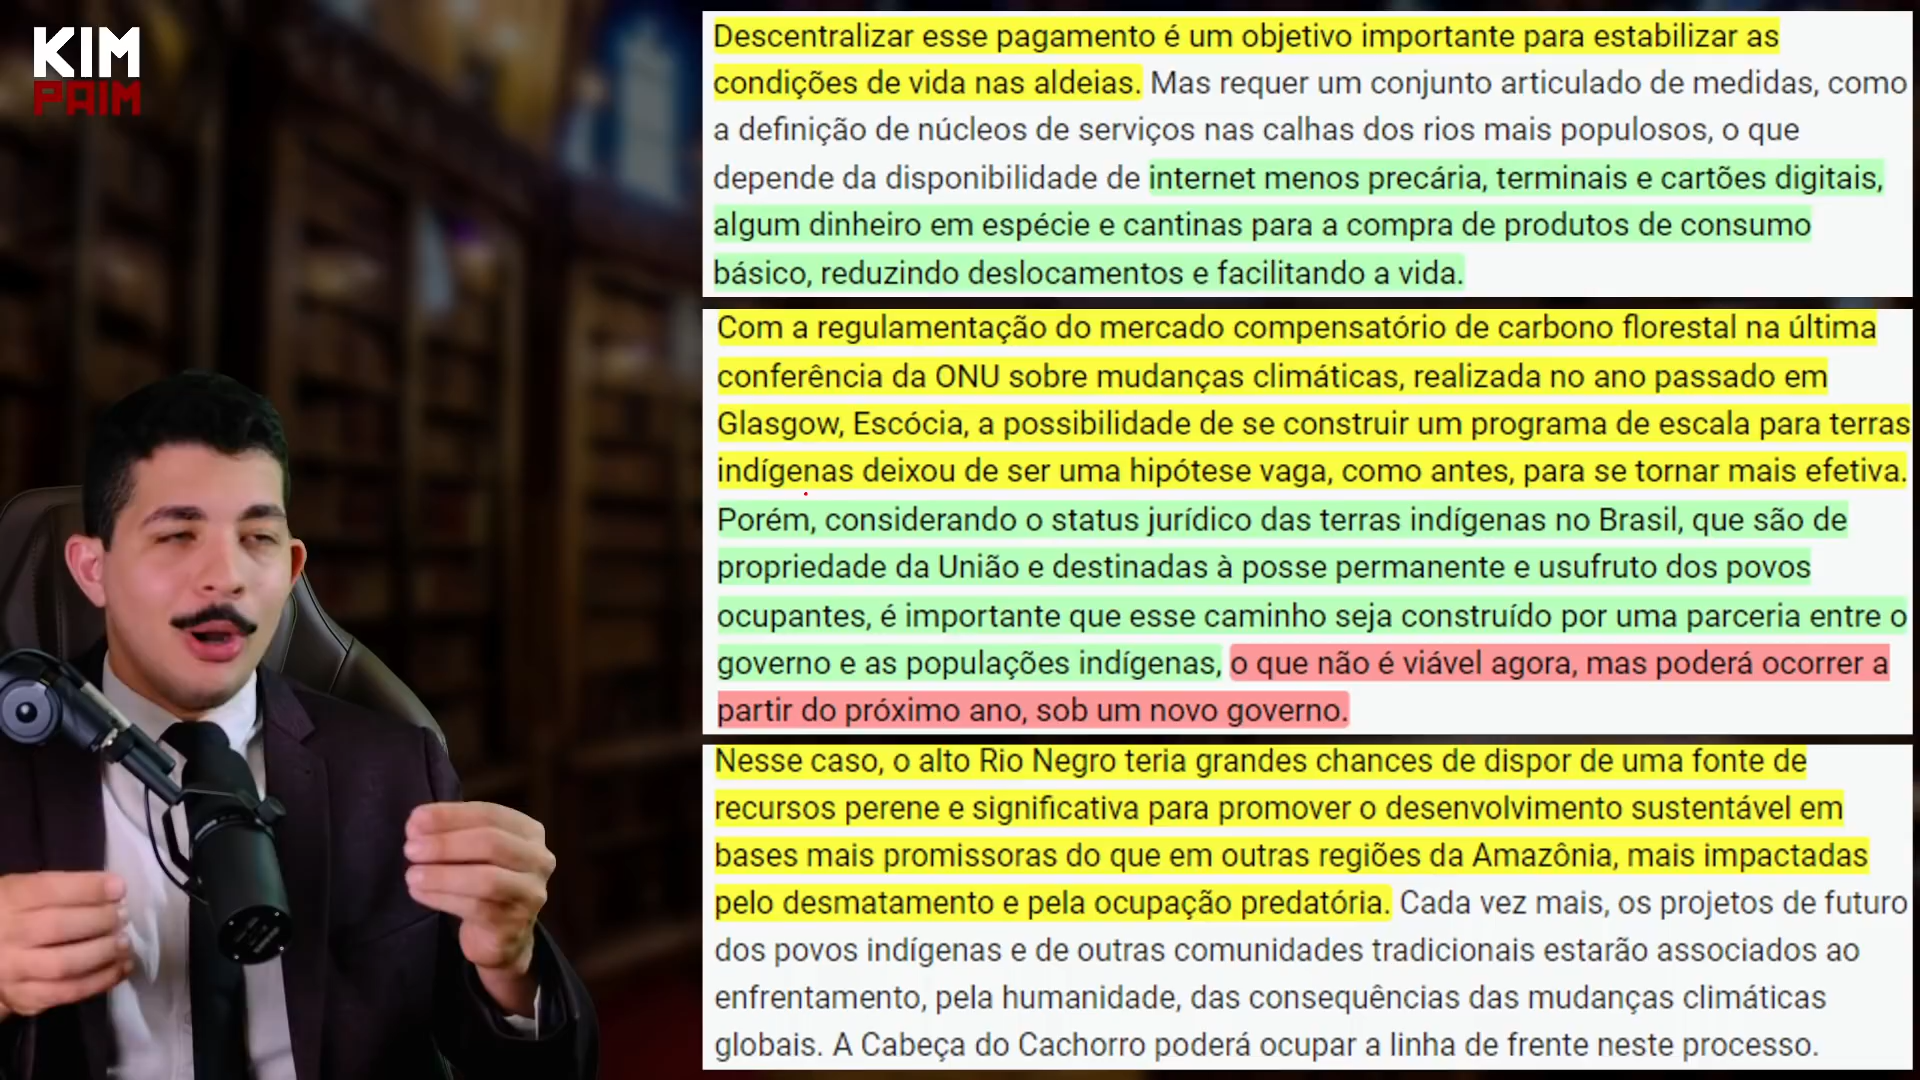 KIM
PAIM
Descentralizar esse pagamento é um objetivo importante para estabilizar as
condições de vida nas aldeias. Mas requer um conjunto articulado de medidas, como
a definição de núcleos de serviços nas calhas dos rios mais populosos, o que
depende da disponibilidade de internet menos precária, terminais e cartões digitais,
algum dinheiro em espécie e cantinas para a compra de produtos de consumo
básico, reduzindo deslocamentos e facilitando a vida.
Com a regulamentação do mercado compensatório de carbono florestal na última
conferência da ONU sobre mudanças climáticas, realizada no ano passado em
Glasgow, Escócia, a possibilidade de se construir um programa de escala para terras
indígenas deixou de ser uma hipótese vaga, como antes, para se tornar mais efetiva.
Porém, considerando o status jurídico das terras indígenas no Brasil, que são de
propriedade da União e destinadas à posse permanente e usufruto dos povos
ocupantes, é importante que esse caminho seja construído por uma parceria entre o
governo e as populações indígenas, o que não é viável agora, mas poderá ocorrer a
partir do próximo ano, sob um novo governo.
Nesse caso, o alto Rio Negro teria grandes chances de dispor de uma fonte de
recursos perene e significativa para promover o desenvolvimento sustentável em
bases mais promissoras do que em outras regiões da Amazônia, mais impactadas
pelo desmatamento e pela ocupação predatória. Cada vez mais, os projetos de futuro
dos povos indígenas e de outras comunidades tradicionais estarão associados ao
enfrentamento, pela humanidade, das consequências das mudanças climáticas
globais. A Cabeça do Cachorro poderá ocupar a linha de frente neste processo.